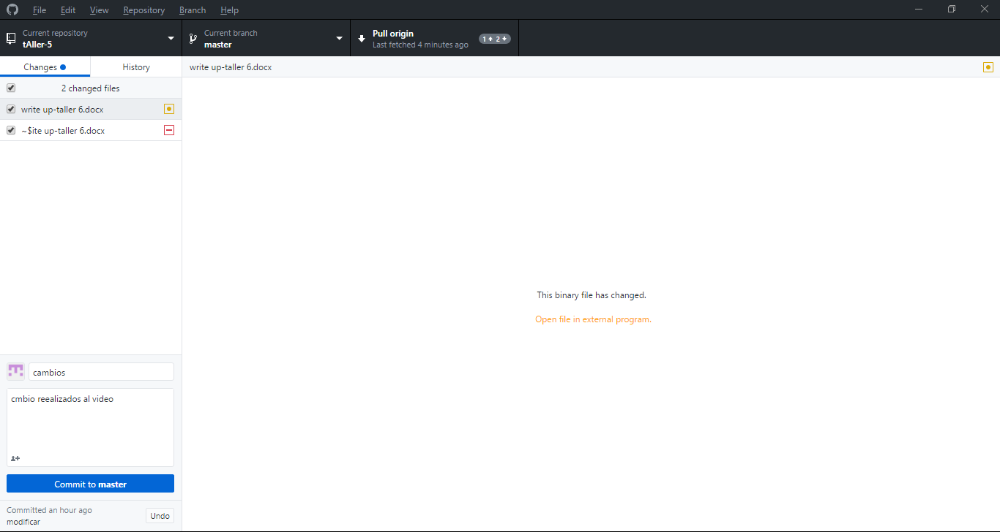 File Edit View Repository Branch Help
Current repository
tAller-5
Current branch
master
Pull origin
Last fetched 4 minutes ago
1 2
Changes
History
write up-taller 6.docx
2 changed files
write up-taller 6.docx
~$ite up-taller 6.docx
This binary file has changed.
Open file in external program.
cambios
cmbio reealizados al video
Commit to master
Committed an hour ago
modificar
Undo